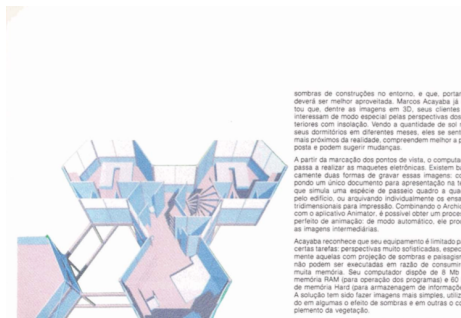 sombras de construções no entorno, e que, portan
deverá ser melhor aproveitada. Marcos Acayaba já
tou que, dentre as imagens em 3D, seus clientes
interessam de modo especial pelas perspectivas dos
teriores com insolação. Vendo a quantidade de sol
seus dormitórios em diferentes meses, eles se sent
mais próximos da realidade, compreendem melhor a p
posta e podem sugerir mudanças.
A partir da marcação dos pontos de vista, o computa
passa a realizar as maquetes eletrônicas. Existem b
camente duas formas de gravar essas imagens: co
pondo um único documento para apresentação na te
que simula uma espécie de passeio quadro a qua
pelo edifício, ou arquivando individualmente os ense
tridimensionais para impressão. Combinando o Archic
com o aplicativo Animator, é possível obter um proces
perfeito de animação: de modo automático, ele pro
as imagens intermediárias.
Acayaba reconhece que seu equipamento é limitado p
certas tarefas: perspectivas muito sofisticadas, espec
mente aquelas com projeção de sombras e paisagis
não podem ser executadas em razão de consumir
muita memória. Seu computador dispõe de 8 Mb
memória RAM (para operação dos programas) e 60
de memória Hard (para armazenagem de informaçõe
A solução tem sido fazer imagens mais simples, utiliz
do em algumas o efeito de sombras e em outras o co
plemento da vegetação.